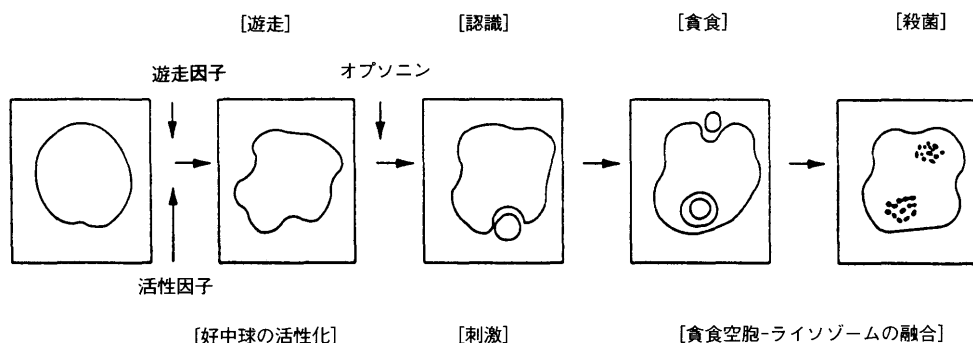 [遊走] [認識] [貪食] [殺菌]
遊走因子 オプソニン
活性因子
[好中球の活性化] [刺激] [貪食空胞-ライソゾームの融合]